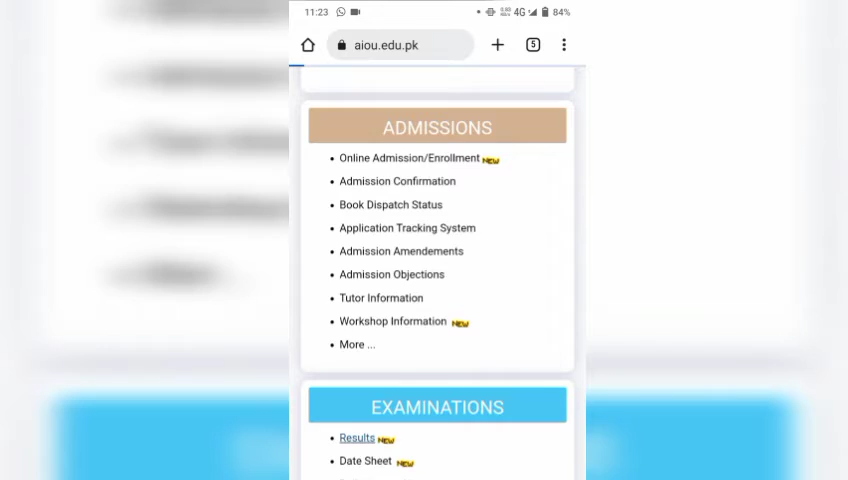 11:23 4G 84%
aiou.edu.pk 5
ADMISSIONS
Online Admission/Enrollment NEW
Admission Confirmation
Book Dispatch Status
Application Tracking System
Admission Amendements
Admission Objections
Tutor Information
Workshop Information NEW
More ...
EXAMINATIONS
Results NEW
Date Sheet NEW